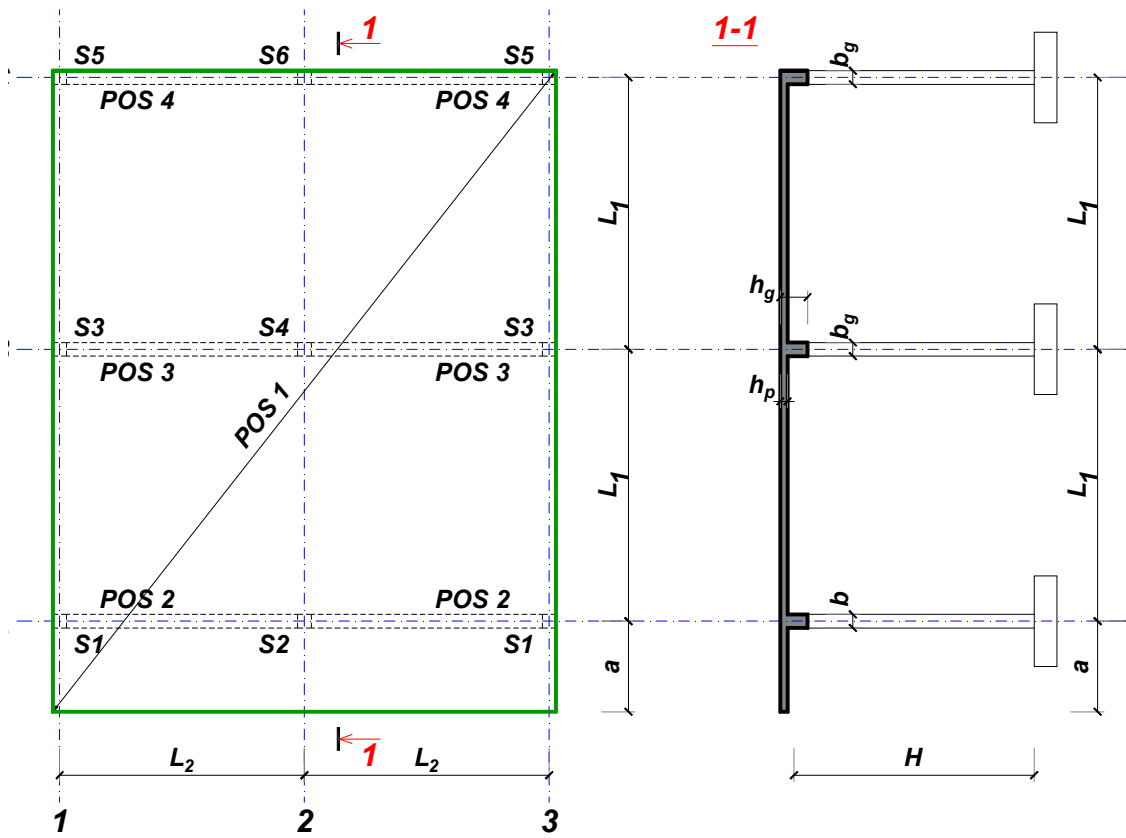 1
1-1
S5 S6 S5
POS 4 POS 4
b_g
L_1
L_1
h_g
S3 S4 S3
POS 3 POS 3
b_g
POS 1
h_p
L_1
L_1
POS 2 POS 2
b
S1 S2 S1
a
a
1
L_2 L_2
H
1 2 3